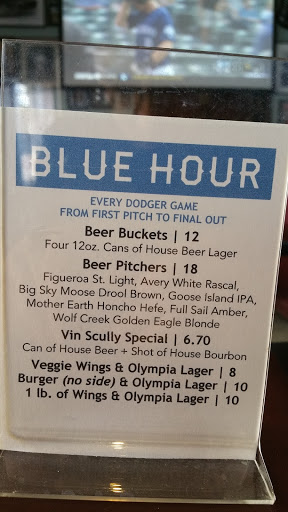 BLUE HOUR
EVERY DODGER GAME
FROM FIRST PITCH TO FINAL OUT
Beer Buckets | 12
Four 12oz. Cans of House Beer Lager
Beer Pitchers | 18
Figueroa St. Light, Avery White Rascal,
Big Sky Moose Drool Brown, Goose Island IPA,
Mother Earth Honcho Hefe, Full Sail Amber,
Wolf Creek Golden Eagle Blonde
Vin Scully Special | 6.70
Can of House Beer + Shot of House Bourbon
Veggie Wings & Olympia Lager | 8
Burger (no side) & Olympia Lager | 10
1 lb. of Wings & Olympia Lager | 10